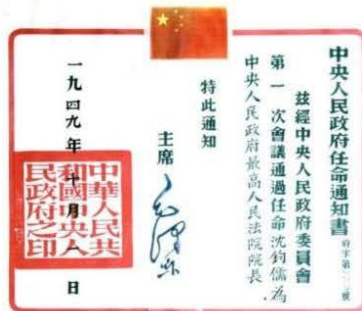 中央人民政府任命通知書
府字第
號
兹經中央人民政府委員會
第一次會議通過任命沈鈞儒為
中央人民政府最高人民法院院長.
特此通知
主席
毛澤東
一九四九年十月一日
中華人民共
和國中央人
民政府之印